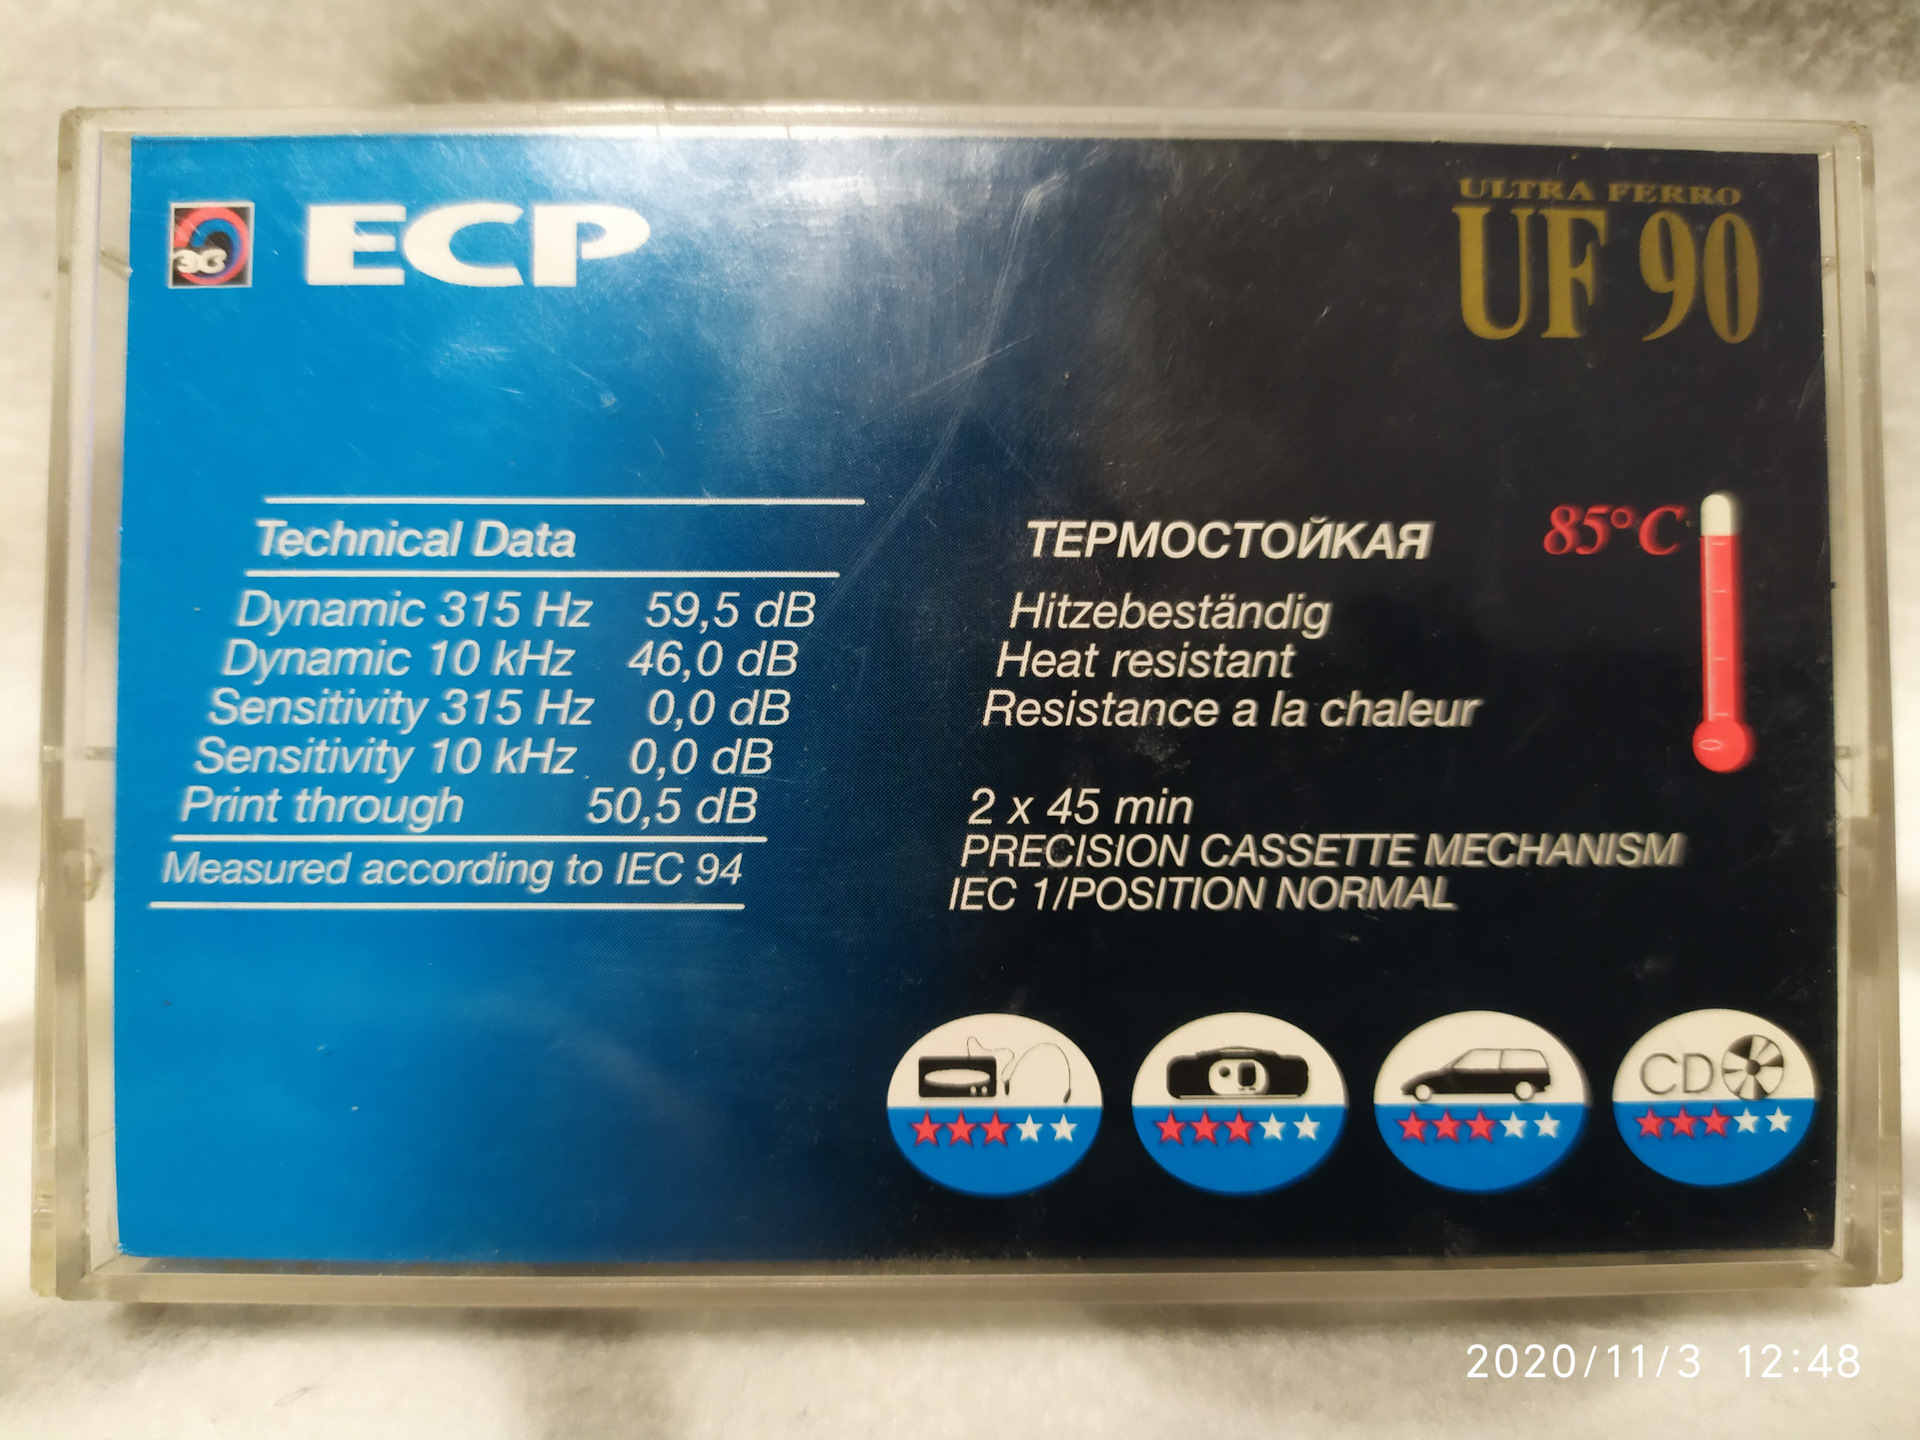 ECP
ULTRA FERRO
UF 90
Technical Data
Dynamic 315 Hz 59,5 dB
Dynamic 10 kHz 46,0 dB
Sensitivity 315 Hz 0,0 dB
Sensitivity 10 kHz 0,0 dB
Print through 50,5 dB
Measured according to IEC 94
ТЕРМОСТОЙКАЯ
85°C
Hitzebeständig
Heat resistant
Resistance a la chaleur
2 x 45 min
PRECISION CASSETTE MECHANISM
IEC 1/POSITION NORMAL
CD
2020/11/3 12:48